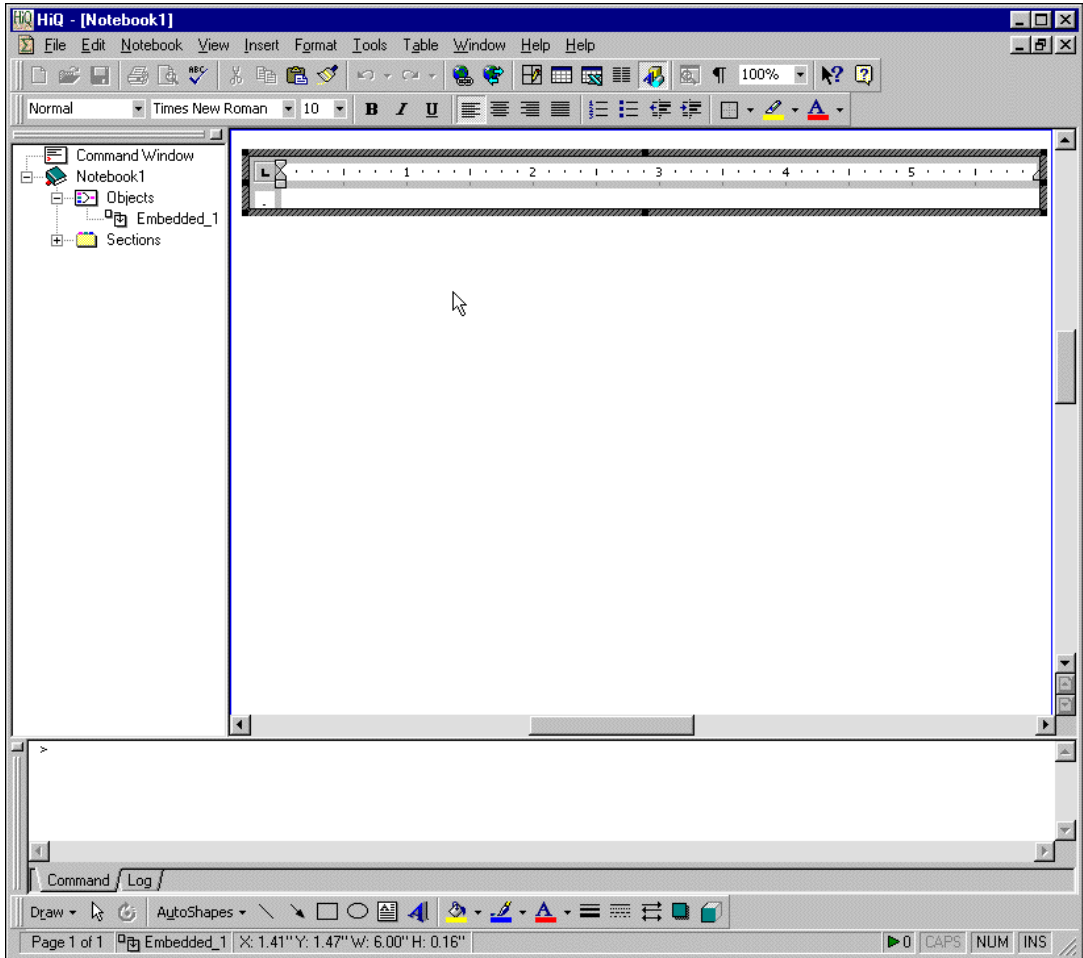 HiQ - [Notebook1]
File Edit Notebook View Insert Format Tools Table Window Help Help
ABC 100% ?
Normal Times New Roman 10 B I U A
Command Window
Notebook1
Objects
Embedded_1
Sections
L 1 2 3 4 5
>
Command Log
Draw AutoShapes A A
Page 1 of 1 Embedded_1 X: 1.41" Y: 1.47" W: 6.00" H: 0.16" 0 CAPS NUM INS